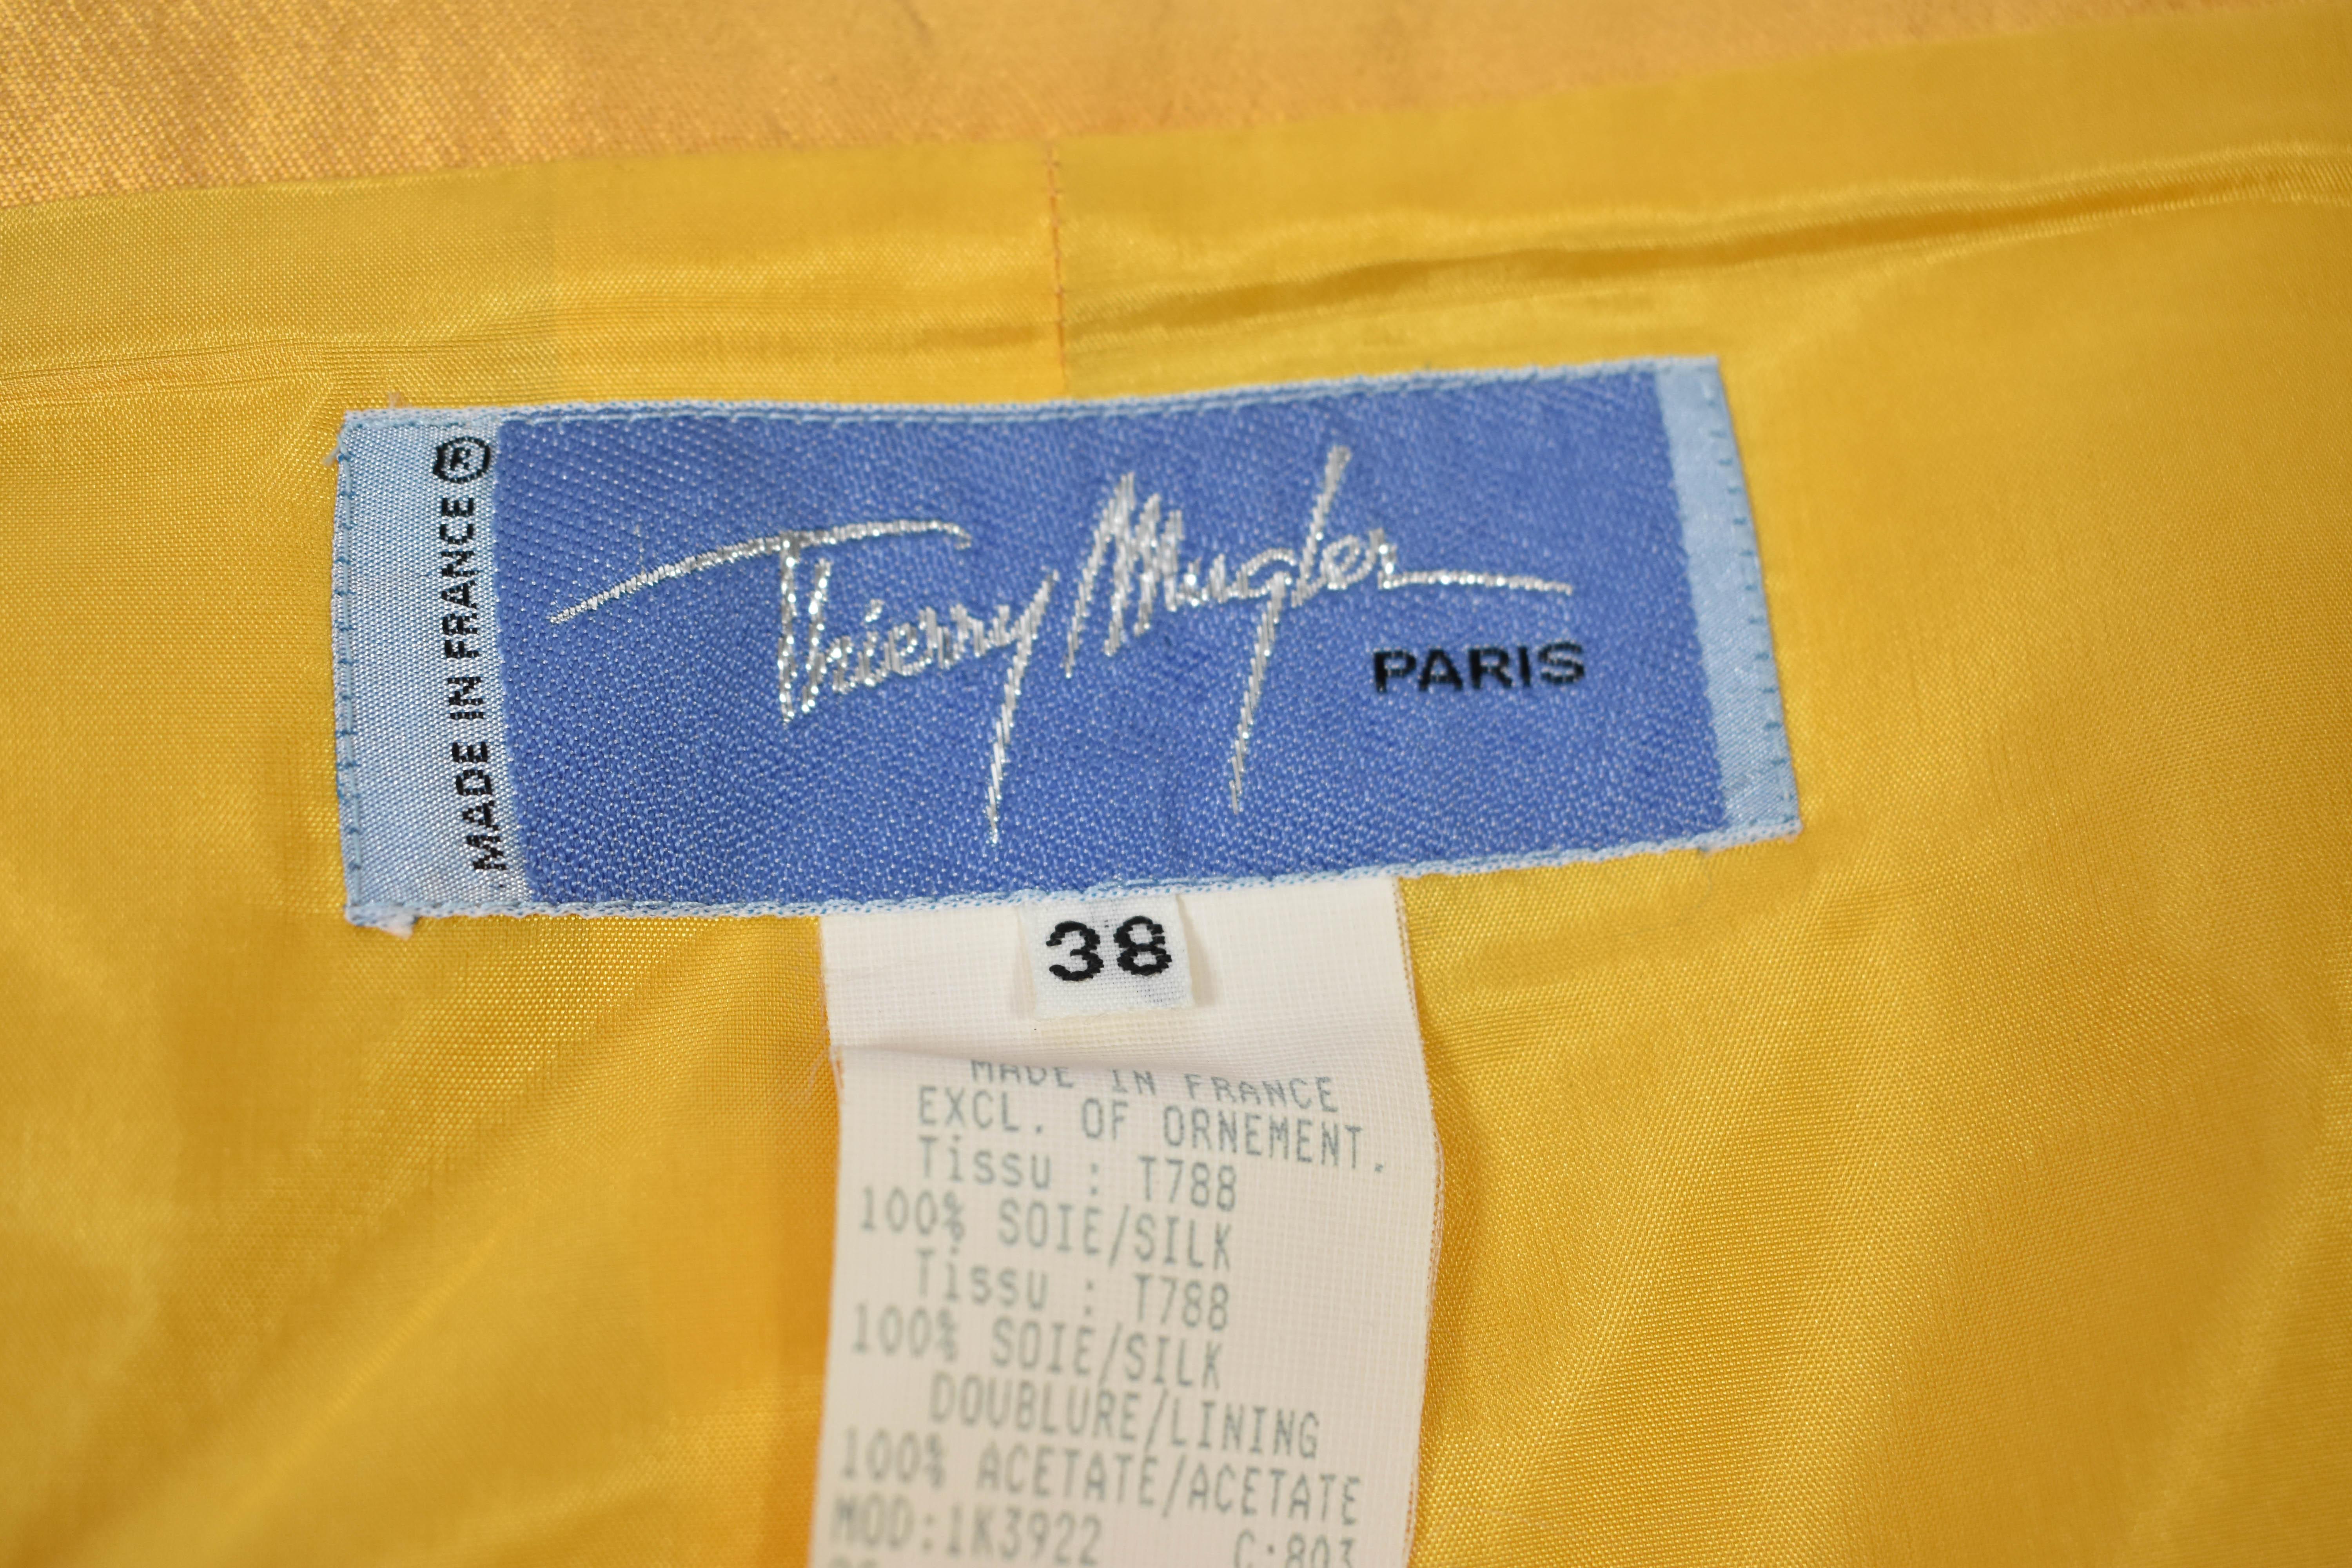 MADE IN FRANCE ®
Thierry Mugler
PARIS
38
MADE IN FRANCE
EXCL. OF ORNEMENT.
Tissu : T788
100% SOIE/SILK
Tissu : T788
100% SOIE/SILK
DOUBLURE/LINING
100% ACETATE/ACETATE
MOD:1K3922 C:803